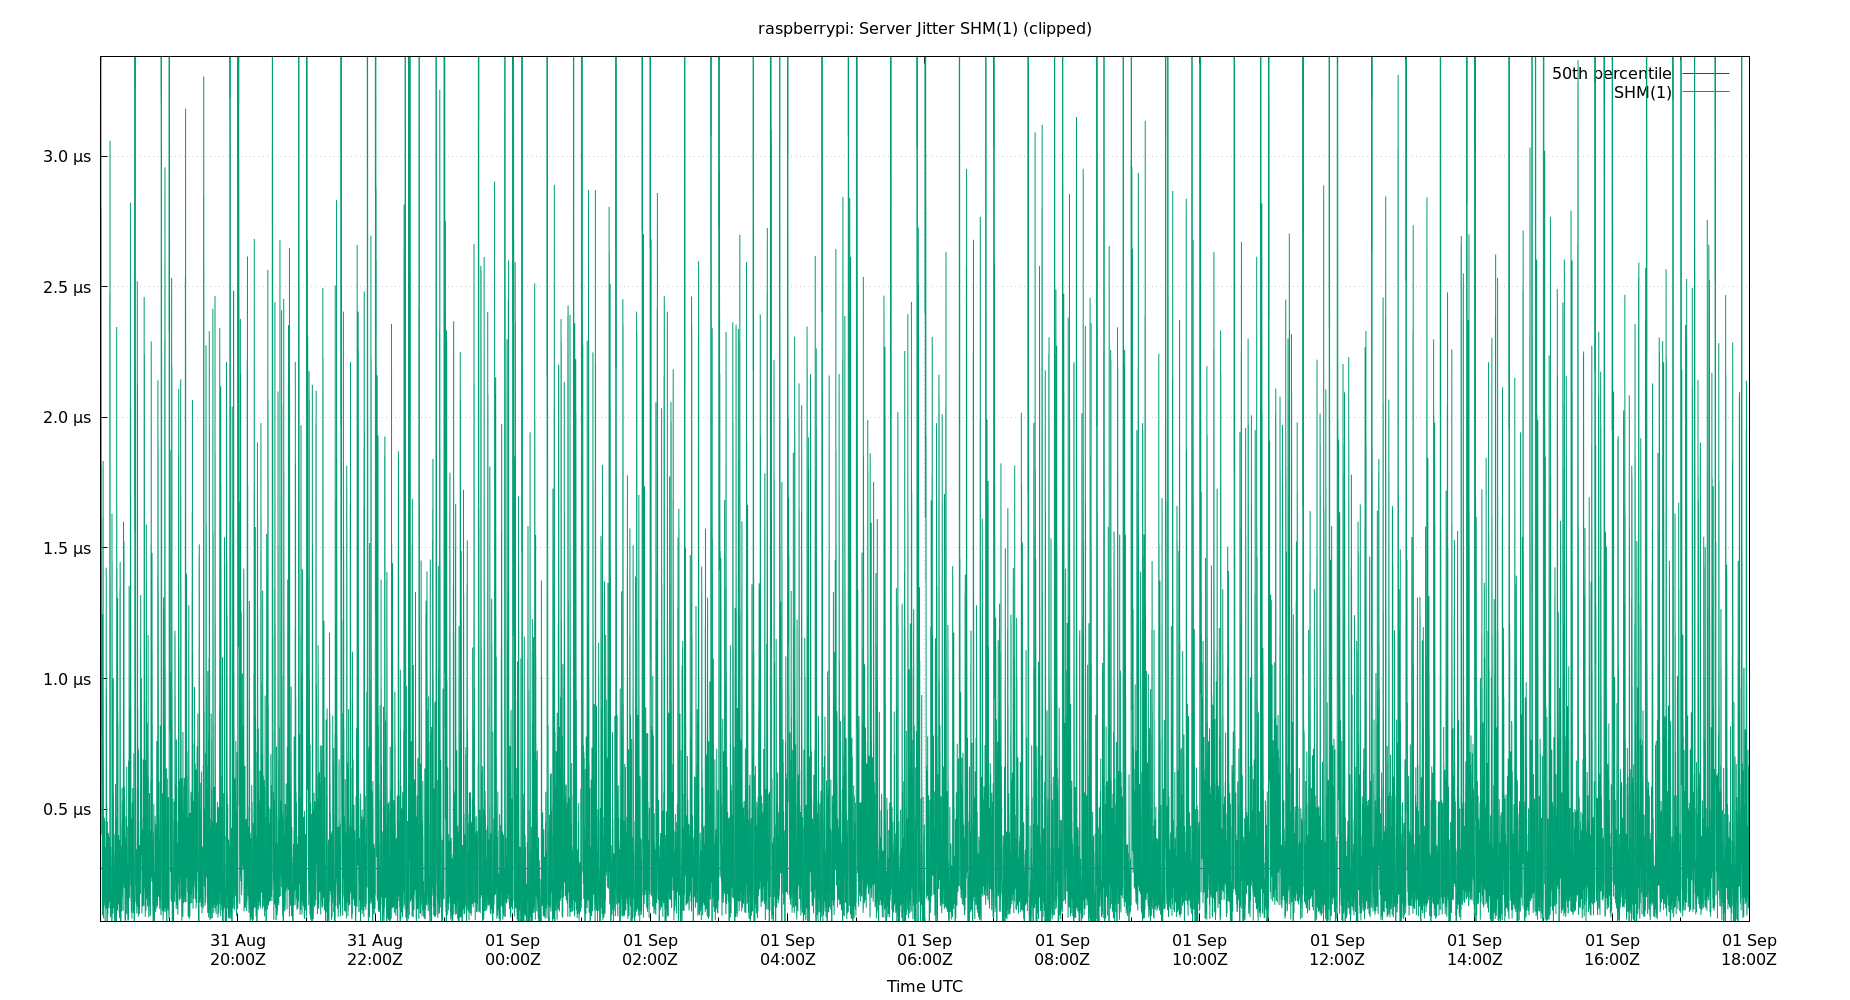 raspberrypi: Server Jitter SHM(1) (clipped)
50th percentile
SHM(1)
3.0 µs
2.5 µs
2.0 µs
1.5 µs
1.0 µs
0.5 µs
31 Aug 31 Aug 01 Sep 01 Sep 01 Sep 01 Sep 01 Sep 01 Sep 01 Sep 01 Sep 01 Sep 01 Sep
20:00Z 22:00Z 00:00Z 02:00Z 04:00Z 06:00Z 08:00Z 10:00Z 12:00Z 14:00Z 16:00Z 18:00Z
Time UTC